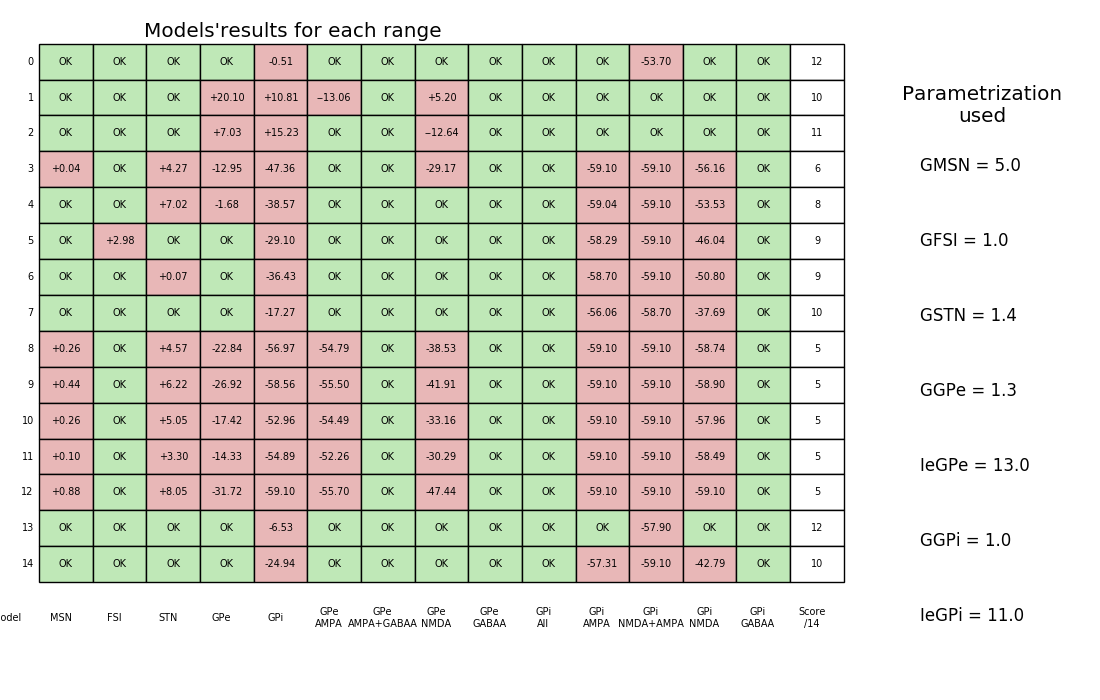 Models'results for each range
0 OK OK OK OK -0.51 OK OK OK OK OK OK -53.70 OK OK 12
1 OK OK OK +20.10 +10.81 --13.06 OK +5.20 OK OK OK OK OK OK 10
2 OK OK OK +7.03 +15.23 OK OK --12.64 OK OK OK OK OK OK 11
3 +0.04 OK +4.27 -12.95 -47.36 OK OK -29.17 OK OK -59.10 -59.10 -56.16 OK 6
4 OK OK +7.02 -1.68 -38.57 OK OK OK OK OK -59.04 -59.10 -53.53 OK 8
5 OK +2.98 OK OK -29.10 OK OK OK OK OK -58.29 -59.10 -46.04 OK 9
6 OK OK +0.07 OK -36.43 OK OK OK OK OK -58.70 -59.10 -50.80 OK 9
7 OK OK OK OK -17.27 OK OK OK OK OK -56.06 -58.70 -37.69 OK 10
8 +0.26 OK +4.57 -22.84 -56.97 -54.79 OK -38.53 OK OK -59.10 -59.10 -58.74 OK 5
9 +0.44 OK +6.22 -26.92 -58.56 -55.50 OK -41.91 OK OK -59.10 -59.10 -58.90 OK 5
10 +0.26 OK +5.05 -17.42 -52.96 -54.49 OK -33.16 OK OK -59.10 -59.10 -57.96 OK 5
11 +0.10 OK +3.30 -14.33 -54.89 -52.26 OK -30.29 OK OK -59.10 -59.10 -58.49 OK 5
12 +0.88 OK +8.05 -31.72 -59.10 -55.70 OK -47.44 OK OK -59.10 -59.10 -59.10 OK 5
13 OK OK OK OK -6.53 OK OK OK OK OK OK -57.90 OK OK 12
14 OK OK OK OK -24.94 OK OK OK OK OK -57.31 -59.10 -42.79 OK 10
GPe GPe GPe GPe GPi GPi GPi GPi GPi Score
odel MSN FSI STN GPe GPi
AMPA AMPA+GABAA NMDA GABAA All AMPA NMDA+AMPA NMDA GABAA /14
Parametrization
used
GMSN = 5.0
GFSI = 1.0
GSTN = 1.4
GGPe = 1.3
IeGPe = 13.0
GGPi = 1.0
IeGPi = 11.0